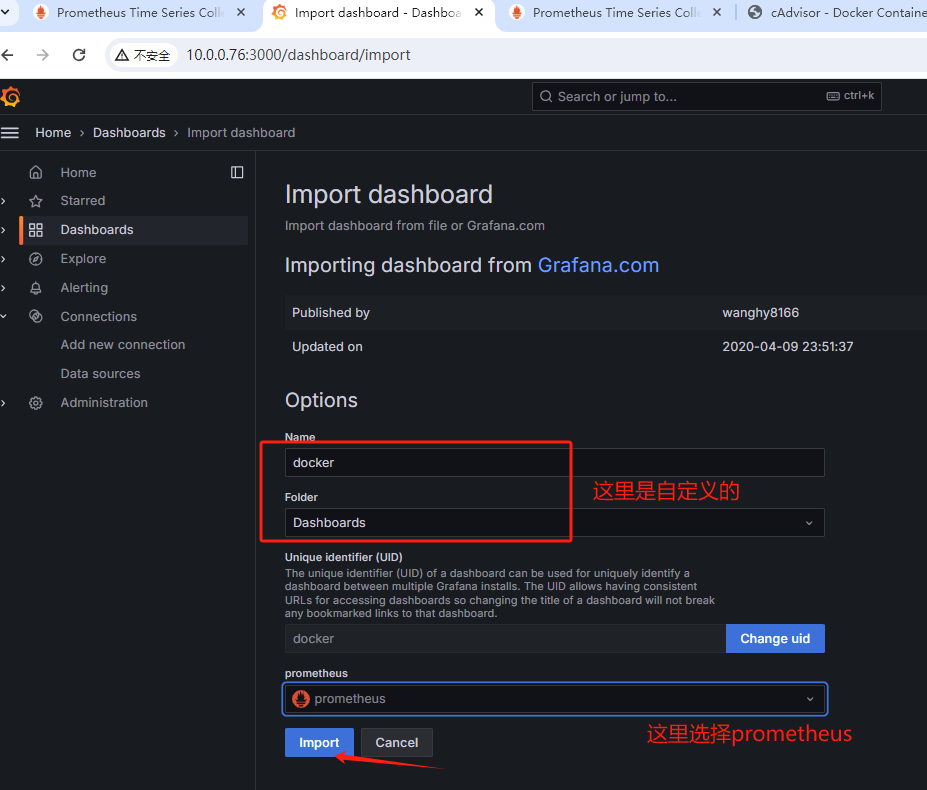 Prometheus Time Series Coll
Import dashboard - Dashboa
Prometheus Time Series Coll
cAdvisor - Docker Containe
不安全
10.0.0.76:3000/dashboard/import
Search or jump to...
ctrl+k
Home › Dashboards › Import dashboard
Home
Starred
Dashboards
Explore
Alerting
Connections
Add new connection
Data sources
Administration
Import dashboard
Import dashboard from file or Grafana.com
Importing dashboard from Grafana.com
Published by wanghy8166
Updated on 2020-04-09 23:51:37
Options
Name
docker
这里是自定义的
Folder
Dashboards
Unique identifier (UID)
The unique identifier (UID) of a dashboard can be used for uniquely identify a
dashboard between multiple Grafana installs. The UID allows having consistent
URLs for accessing dashboards so changing the title of a dashboard will not break
any bookmarked links to that dashboard.
docker
Change uid
prometheus
prometheus
这里选择prometheus
Import
Cancel